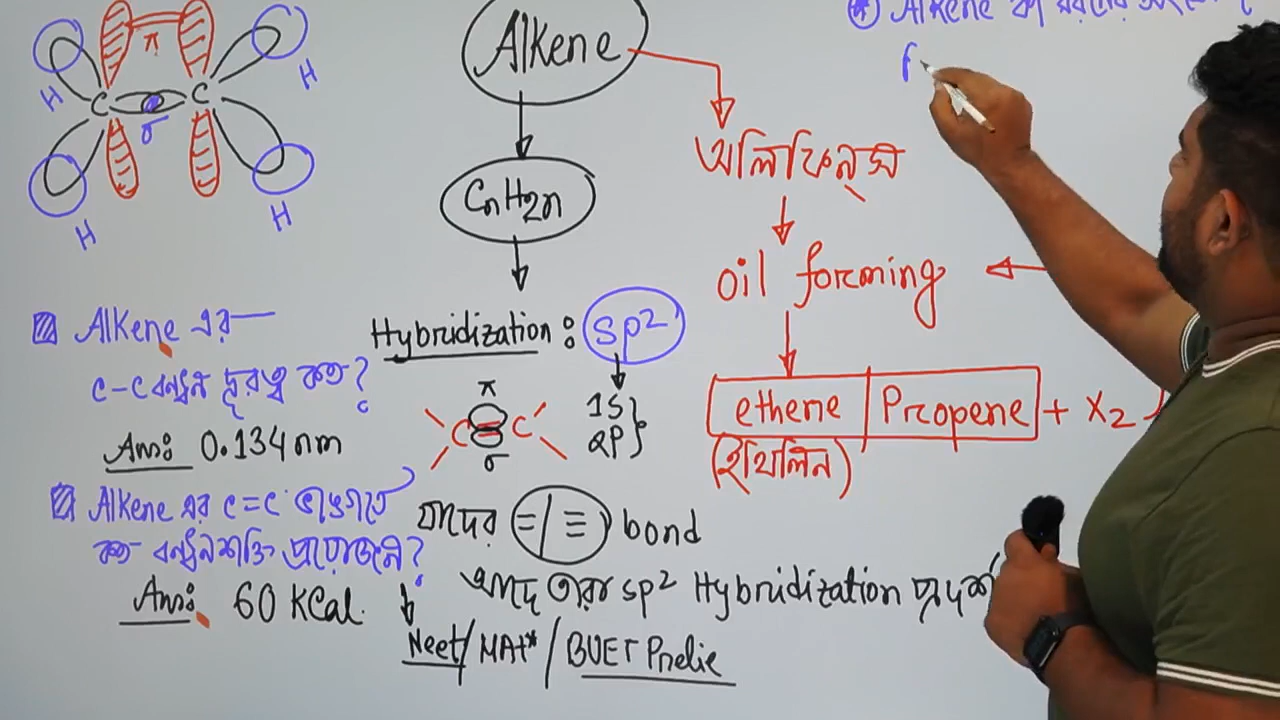 π
C C
σ
H
H
H
H
Alkene
CnH2n
Hybridization : sp²
π
C = C
σ
1S
2P }
যাদের = / ≡ bond
sp² Hybridization
Alkene এর—
c–c বন্ধন দূরত্ব কত?
Ans: 0.134nm
Alkene এর c=c ভাঙতে
কত বন্ধনশক্তি প্রয়োজন?
Ans: 60 KCal.
Neet / MAT* / BUET Prelie
অলিফিনস্
oil forming
ethene | Propene + X2
(ইথিলিন)
Alkene